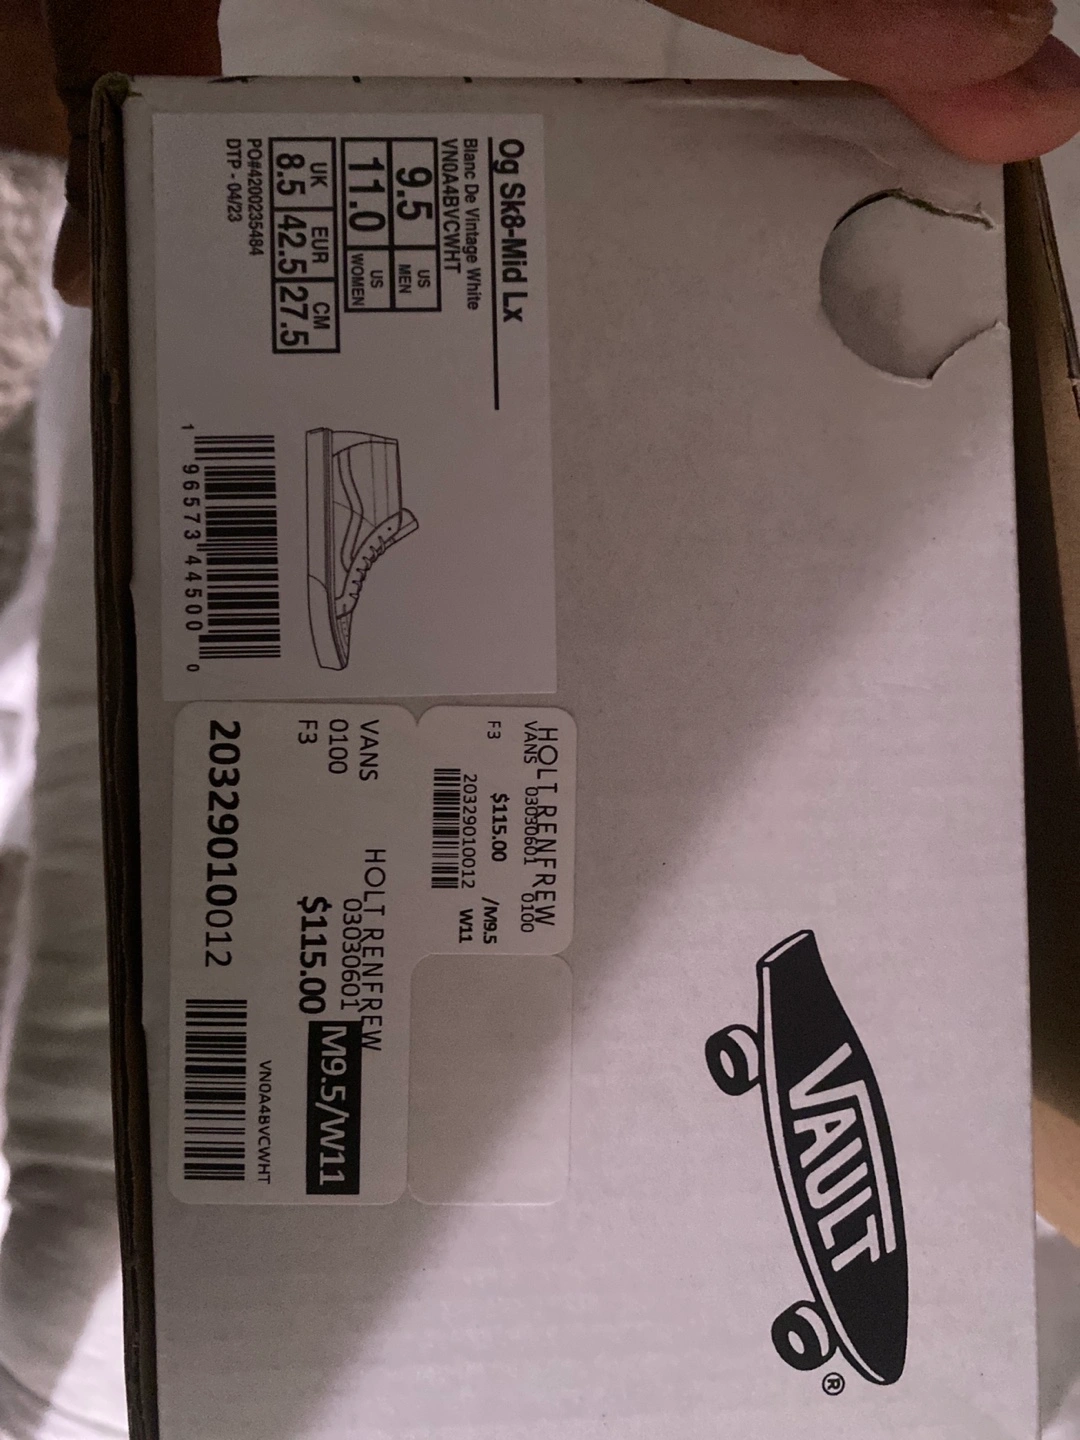 Og Sk8-Mid Lx
Blanc De Vintage White
VN0A4BVCWHT
9.5 US MEN
11.0 US WOMEN
UK EUR CM
8.5 42.5 27.5
PO#4200235484
DTP - 04/23
1 96573 44500 0
HOLT RENFREW
VANS 03030601 0100
F3 $115.00 /M9.5
20329010012 W11
HOLT RENFREW
VANS
0100 03030601
F3 $115.00 M9.5/W11
VN0A4BVCWHT
20329010012
VAULT
®